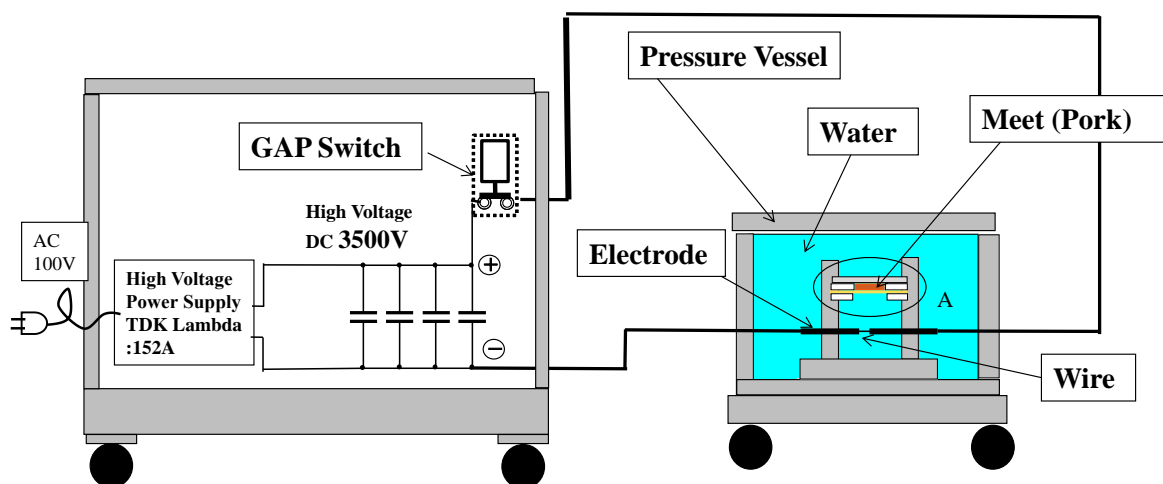 Pressure Vessel
Meet (Pork)
Water
GAP Switch
High Voltage
DC 3500V
AC
100V
Electrode
High Voltage
Power Supply
TDK Lambda
:152A
+
A
−
Wire